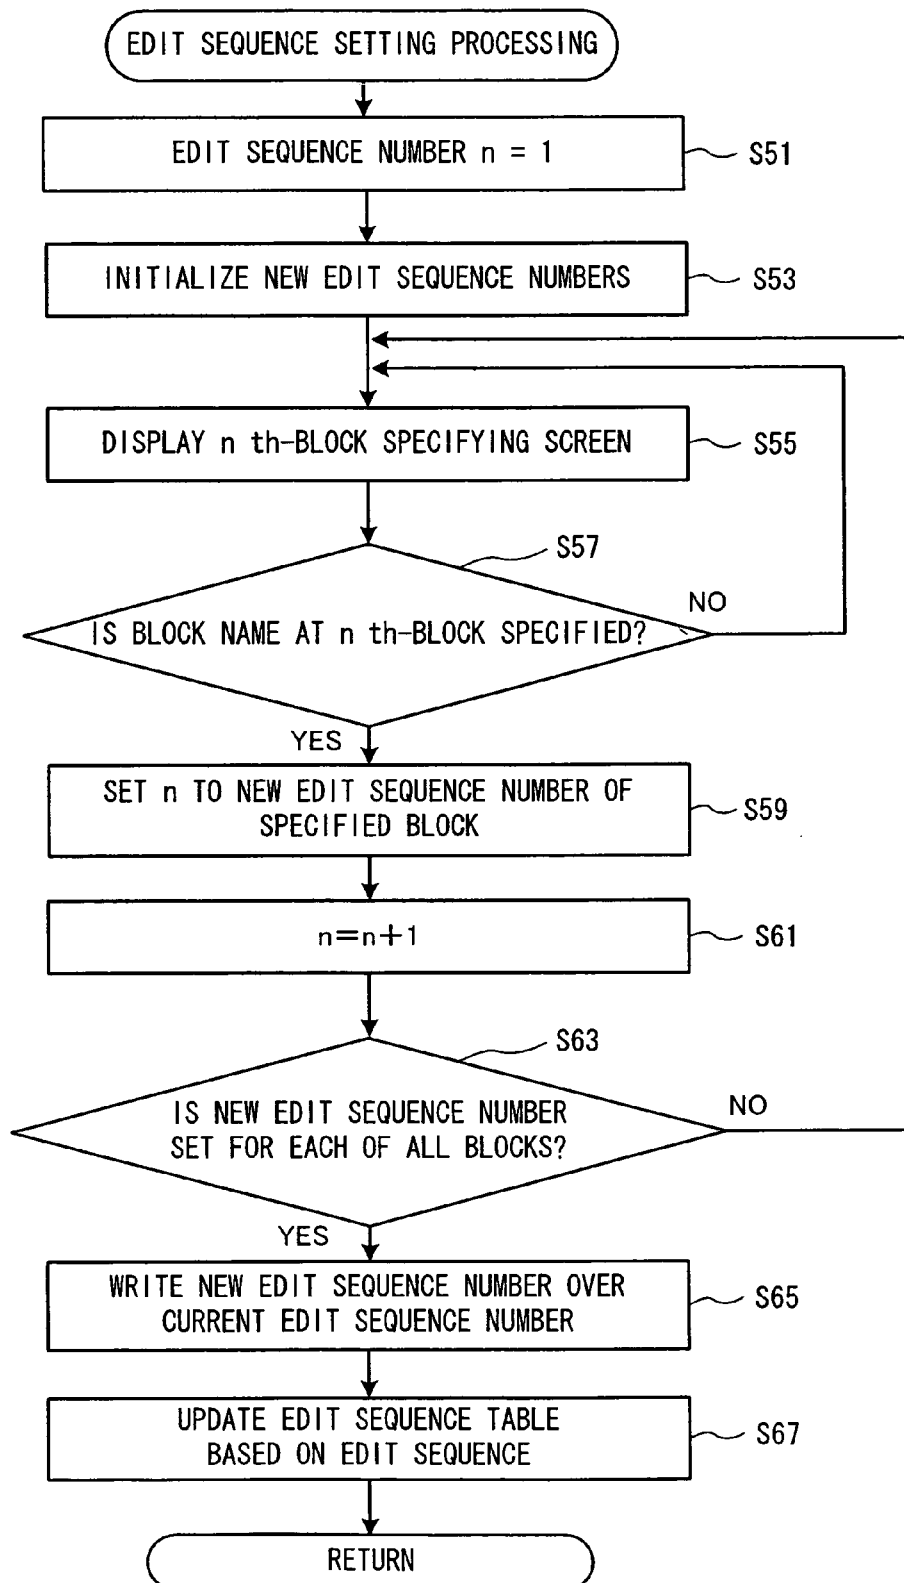 EDIT SEQUENCE SETTING PROCESSING
EDIT SEQUENCE NUMBER n = 1
S51
INITIALIZE NEW EDIT SEQUENCE NUMBERS
S53
DISPLAY n th-BLOCK SPECIFYING SCREEN
S55
S57
IS BLOCK NAME AT n th-BLOCK SPECIFIED?
NO
YES
SET n TO NEW EDIT SEQUENCE NUMBER OF
SPECIFIED BLOCK
S59
n=n+1
S61
S63
IS NEW EDIT SEQUENCE NUMBER
SET FOR EACH OF ALL BLOCKS?
NO
YES
WRITE NEW EDIT SEQUENCE NUMBER OVER
CURRENT EDIT SEQUENCE NUMBER
S65
UPDATE EDIT SEQUENCE TABLE
BASED ON EDIT SEQUENCE
S67
RETURN